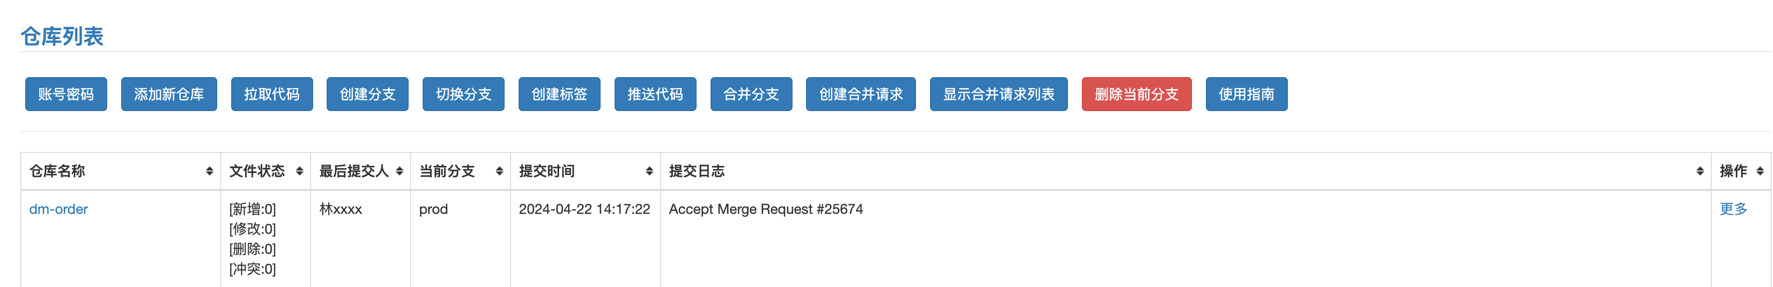 仓库列表
账号密码 添加新仓库 拉取代码 创建分支 切换分支 创建标签 推送代码 合并分支 创建合并请求 显示合并请求列表 删除当前分支 使用指南
仓库名称 文件状态 最后提交人 当前分支 提交时间 提交日志 操作
dm-order [新增:0] 林xxxx prod 2024-04-22 14:17:22 Accept Merge Request #25674 更多
[修改:0]
[删除:0]
[冲突:0]